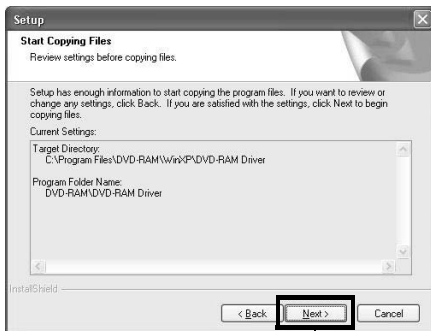 Setup
Start Copying Files
Review settings before copying files.
Setup has enough information to start copying the program files. If you want to review or
change any settings, click Back. If you are satisfied with the settings, click Next to begin
copying files.
Current Settings:
Target Directory:
C:\Program Files\DVD-RAM\WinXP\DVD-RAM Driver
Program Folder Name:
DVD-RAM\DVD-RAM Driver
InstallShield
< Back
Next >
Cancel